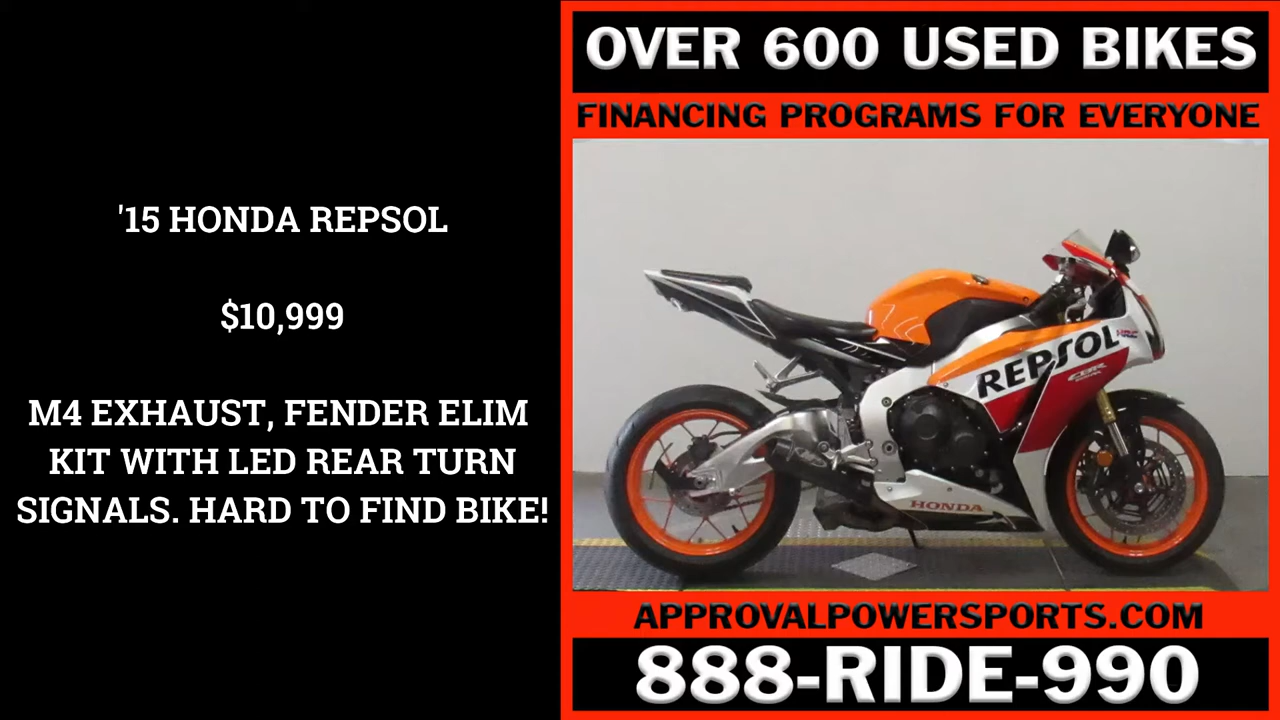 '15 HONDA REPSOL
$10,999
M4 EXHAUST, FENDER ELIM
KIT WITH LED REAR TURN
SIGNALS. HARD TO FIND BIKE!
OVER 600 USED BIKES
FINANCING PROGRAMS FOR EVERYONE
REPSOL
HONDA
APPROVALPOWERSPORTS.COM
888-RIDE-990